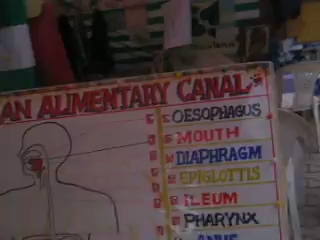 AN ALIMENTARY CANAL
OESOPHAGUS
MOUTH
DIAPHRAGM
EPIGLOTTIS
ILEUM
PHARYNX